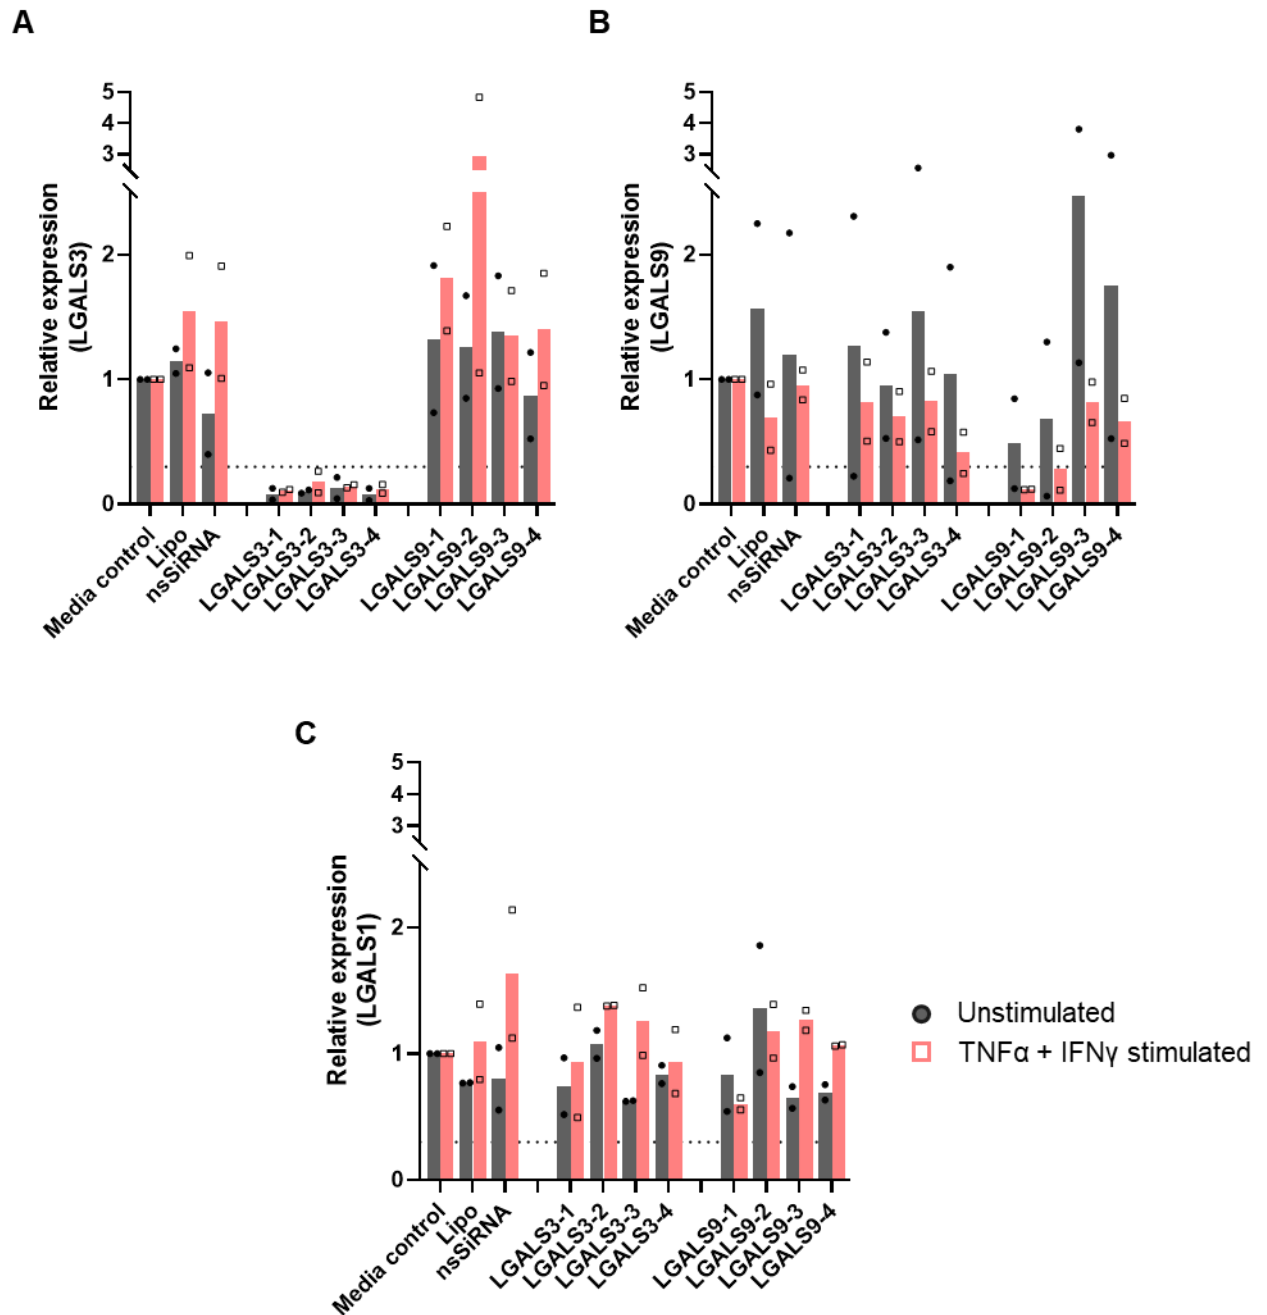 A
B
5
4
3
2
1
0
Relative expression
(LGALS3)
Media control
Lipo
nsSiRNA
LGALS3-1
LGALS3-2
LGALS3-3
LGALS3-4
LGALS9-1
LGALS9-2
LGALS9-3
LGALS9-4
5
4
3
2
1
0
Relative expression
(LGALS9)
Media control
Lipo
nsSiRNA
LGALS3-1
LGALS3-2
LGALS3-3
LGALS3-4
LGALS9-1
LGALS9-2
LGALS9-3
LGALS9-4
C
5
4
3
2
1
0
Relative expression
(LGALS1)
Media control
Lipo
nsSiRNA
LGALS3-1
LGALS3-2
LGALS3-3
LGALS3-4
LGALS9-1
LGALS9-2
LGALS9-3
LGALS9-4
Unstimulated
TNFα + IFNγ stimulated